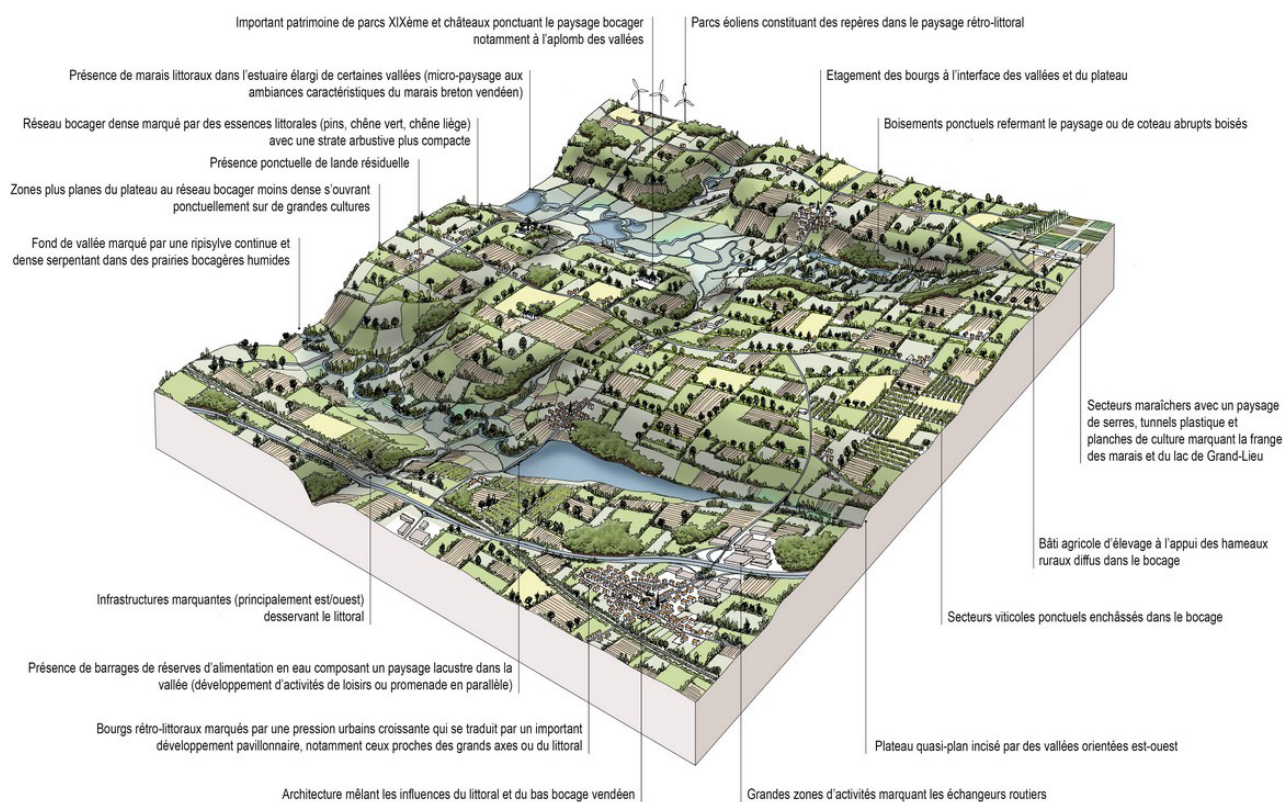 Important patrimoine de parcs XIXème et châteaux ponctuant le paysage bocager
notamment à l'aplomb des vallées
Parcs éoliens constituant des repères dans le paysage rétro-littoral
Présence de marais littoraux dans l'estuaire élargi de certaines vallées (micro-paysage aux
ambiances caractéristiques du marais breton vendéen)
Etagement des bourgs à l'interface des vallées et du plateau
Réseau bocager dense marqué par des essences littorales (pins, chêne vert, chêne liège)
avec une strate arbustive plus compacte
Boisements ponctuels refermant le paysage ou de coteau abrupts boisés
Présence ponctuelle de lande résiduelle
Zones plus planes du plateau au réseau bocager moins dense s'ouvrant
ponctuellement sur de grandes cultures
Fond de vallée marqué par une ripisylve continue et
dense serpentant dans des prairies bocagères humides
Secteurs maraîchers avec un paysage
de serres, tunnels plastique et
planches de culture marquant la frange
des marais et du lac de Grand-Lieu
Bâti agricole d'élevage à l'appui des hameaux
ruraux diffus dans le bocage
Infrastructures marquantes (principalement est/ouest)
desservant le littoral
Secteurs viticoles ponctuels enchâssés dans le bocage
Présence de barrages de réserves d'alimentation en eau composant un paysage lacustre dans la
vallée (développement d'activités de loisirs ou promenade en parallèle)
Bourgs rétro-littoraux marqués par une pression urbains croissante qui se traduit par un important
développement pavillonnaire, notamment ceux proches des grands axes ou du littoral
Plateau quasi-plan incisé par des vallées orientées est-ouest
Architecture mêlant les influences du littoral et du bas bocage vendéen
Grandes zones d'activités marquant les échangeurs routiers